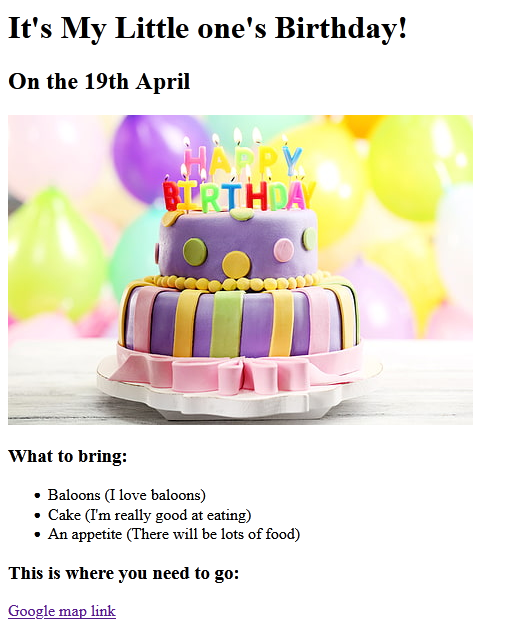 It's My Little one's Birthday!
On the 19th April
HAPPY
BIRTHDAY
What to bring:
Baloons (I love baloons)
Cake (I'm really good at eating)
An appetite (There will be lots of food)
This is where you need to go:
Google map link